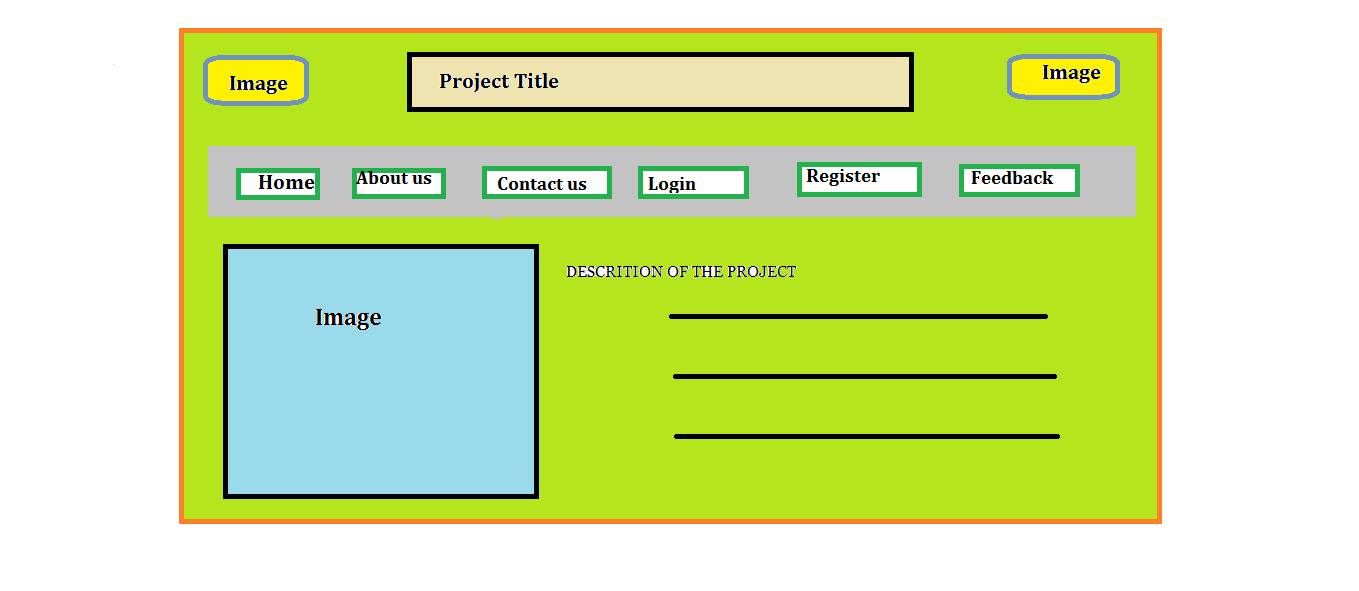 Image
Project Title
Image
Home
About us
Contact us
Login
Register
Feedback
Image
DESCRITION OF THE PROJECT